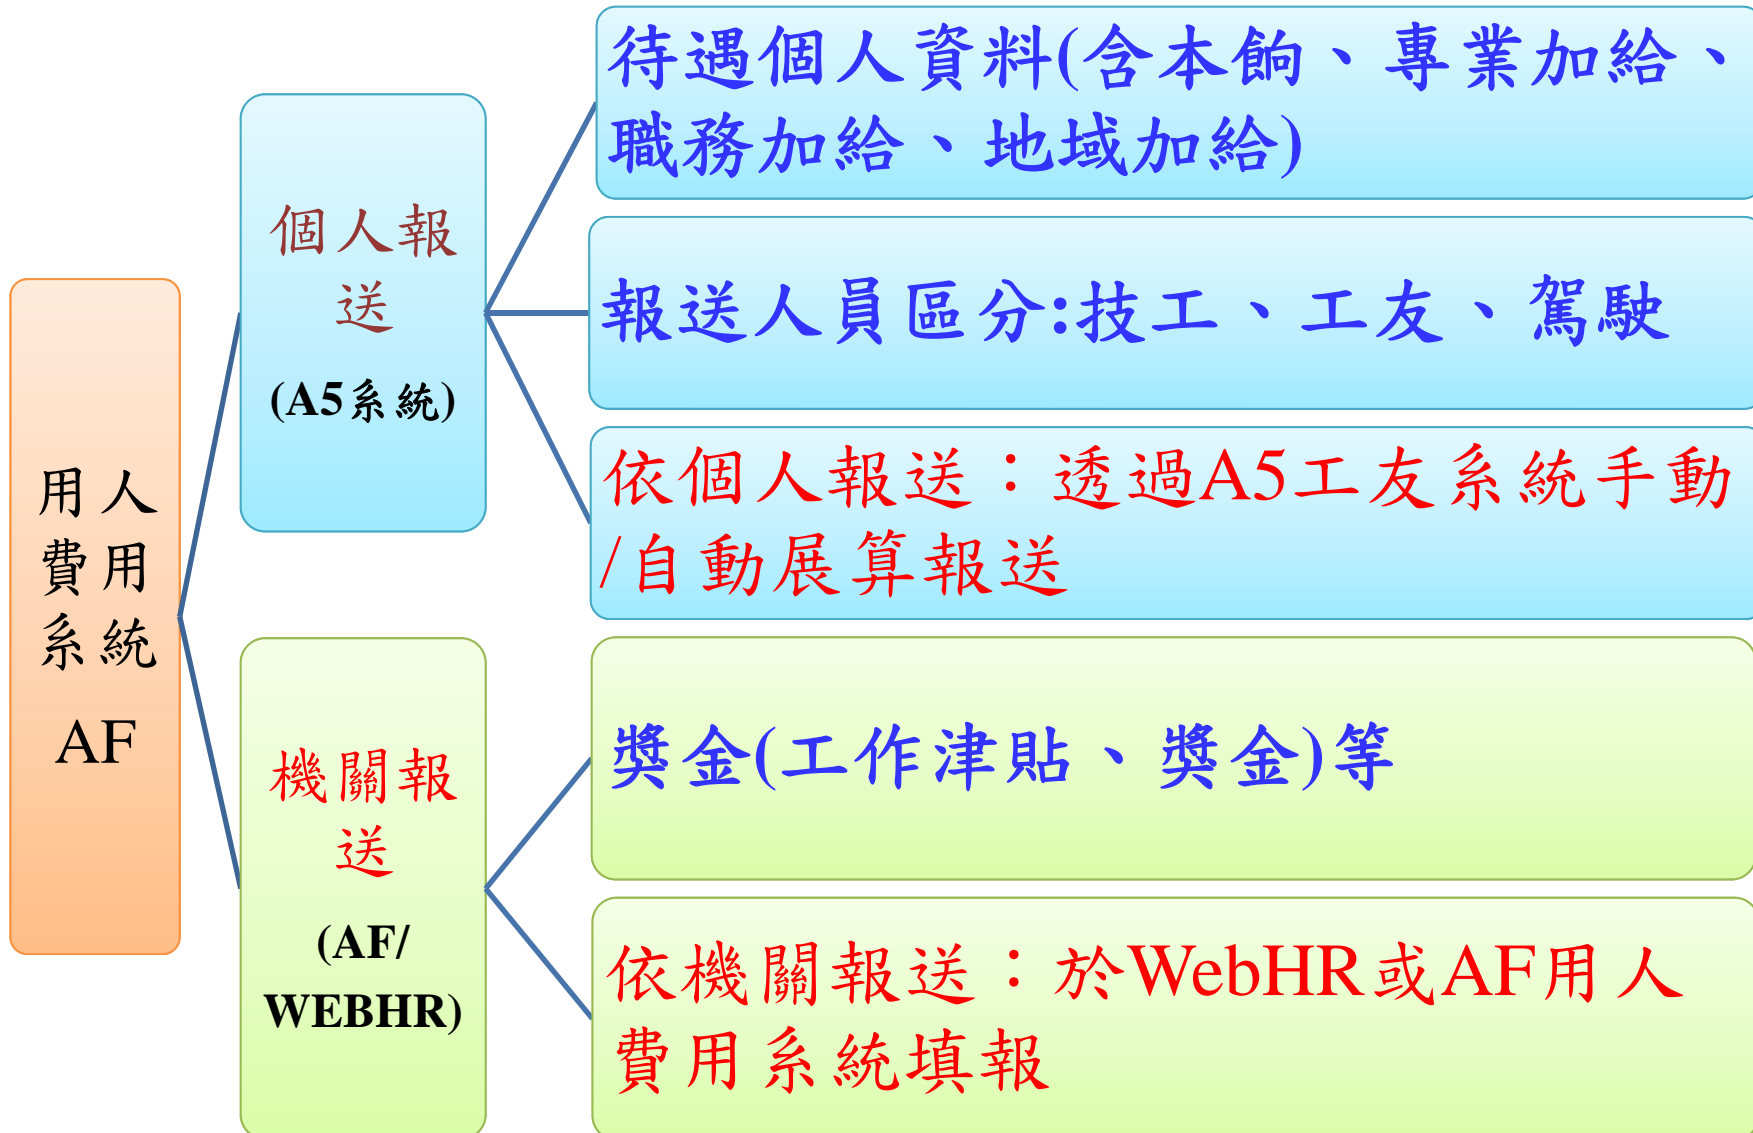 用人
費用
系統
AF
個人報
送
(A5系統)
待遇個人資料(含本餉、專業加給、
職務加給、地域加給)
報送人員區分:技工、工友、駕駛
依個人報送：透過A5工友系統手動
/自動展算報送
機關報
送
(AF/
WEBHR)
獎金(工作津貼、獎金)等
依機關報送：於WebHR或AF用人
費用系統填報